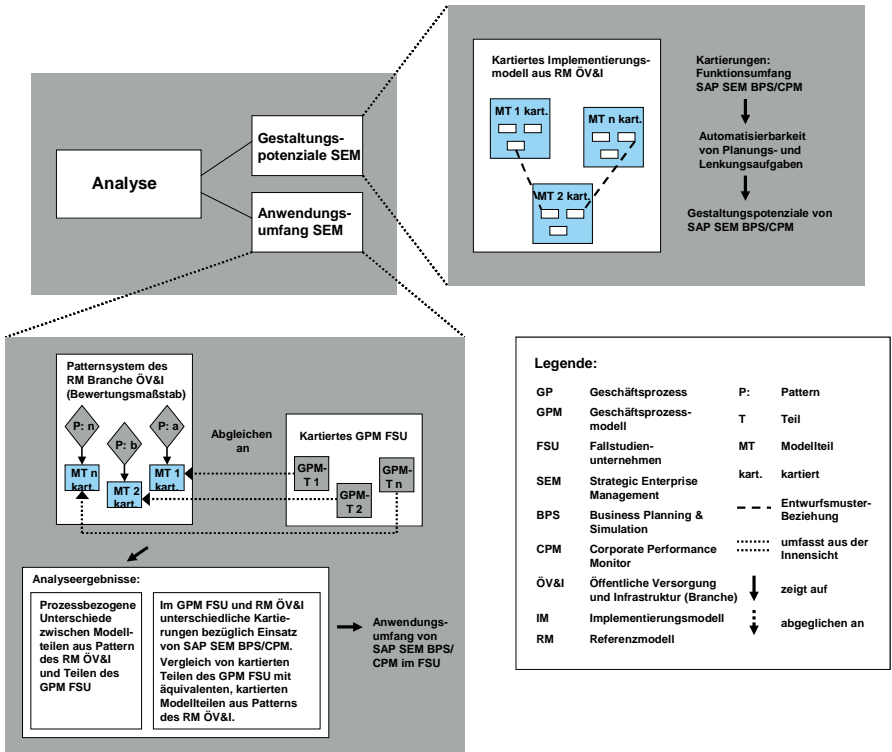 Analyse
Gestaltungs-
potenziale SEM
Anwendungs-
umfang SEM
Kartiertes Implementierungs-
modell aus RM ÖV&I
MT 1 kart.
MT n kart.
MT 2 kart.
Kartierungen:
Funktionsumfang
SAP SEM BPS/CPM
Automatisierbarkeit
von Planungs- und
Lenkungsaufgaben
Gestaltungspotenziale von
SAP SEM BPS/CPM
Patternsystem des
RM Branche ÖV&I
(Bewertungsmaßstab)
P: n
P: b
P: a
MT n
kart.
MT 2
kart.
MT 1
kart.
Abgleichen
an
Kartiertes GPM FSU
GPM-
T 1
GPM-
T 2
GPM-
T n
Analyseergebnisse:
Prozessbezogene
Unterschiede
zwischen Modell-
teilen aus Pattern
des RM ÖV&I
und Teilen des
GPM FSU
Im GPM FSU und RM ÖV&I
unterschiedliche Kartie-
rungen bezüglich Einsatz
von SAP SEM BPS/CPM.
Vergleich von kartierten
Teilen des GPM FSU mit
äquivalenten, kartierten
Modellteilen aus Patterns
des RM ÖV&I.
Anwendungs-
umfang von
SAP SEM BPS/
CPM im FSU
Legende:
GP Geschäftsprozess
GPM Geschäftsprozess-
modell
FSU Fallstudien-
unternehmen
SEM Strategic Enterprise
Management
BPS Business Planning &
Simulation
CPM Corporate Performance
Monitor
ÖV&I Öffentliche Versorgung
und Infrastruktur (Branche)
IM Implementierungsmodell
RM Referenzmodell
P: Pattern
T Teil
MT Modellteil
kart. kartiert
Entwurfsmuster-
Beziehung
umfasst aus der
Innensicht
zeigt auf
abgeglichen an